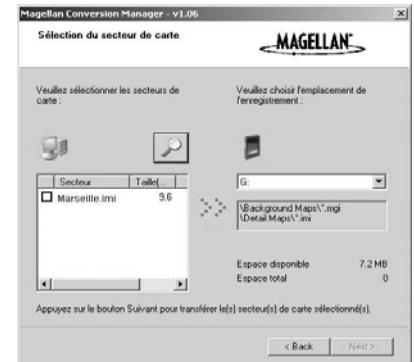 Magellan Conversion Manager - v1.06
Sélection du secteur de carte
MAGELLAN
Veuillez sélectionner les secteurs de
carte :
Veuillez choisir l'emplacement de
l'enregistrement :
Secteur Taille(...
Marseille.imi 9.6
G:
\Background Maps\*.mgi
\Detail Maps\*.imi
Espace disponible 7.2 MB
Espace total 0
Appuyez sur le bouton Suivant pour transférer le(s) secteur(s) de carte sélectionné(s).
< Back
Next >